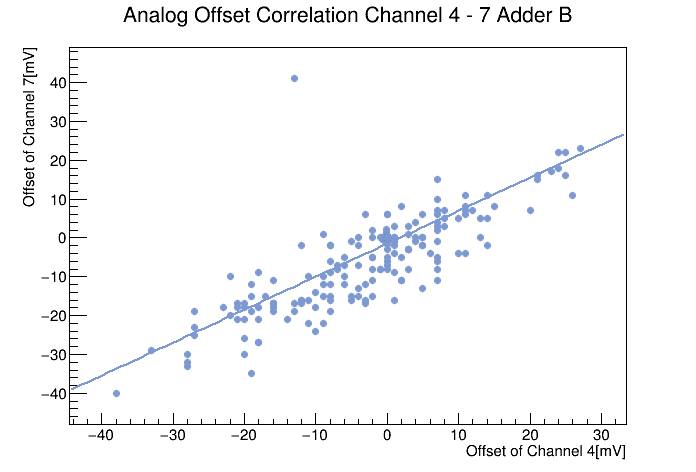 Analog Offset Correlation Channel 4 - 7 Adder B
Offset of Channel 7[mV]
40
30
20
10
0
−10
−20
−30
−40
−40 −30 −20 −10 0 10 20 30
Offset of Channel 4[mV]